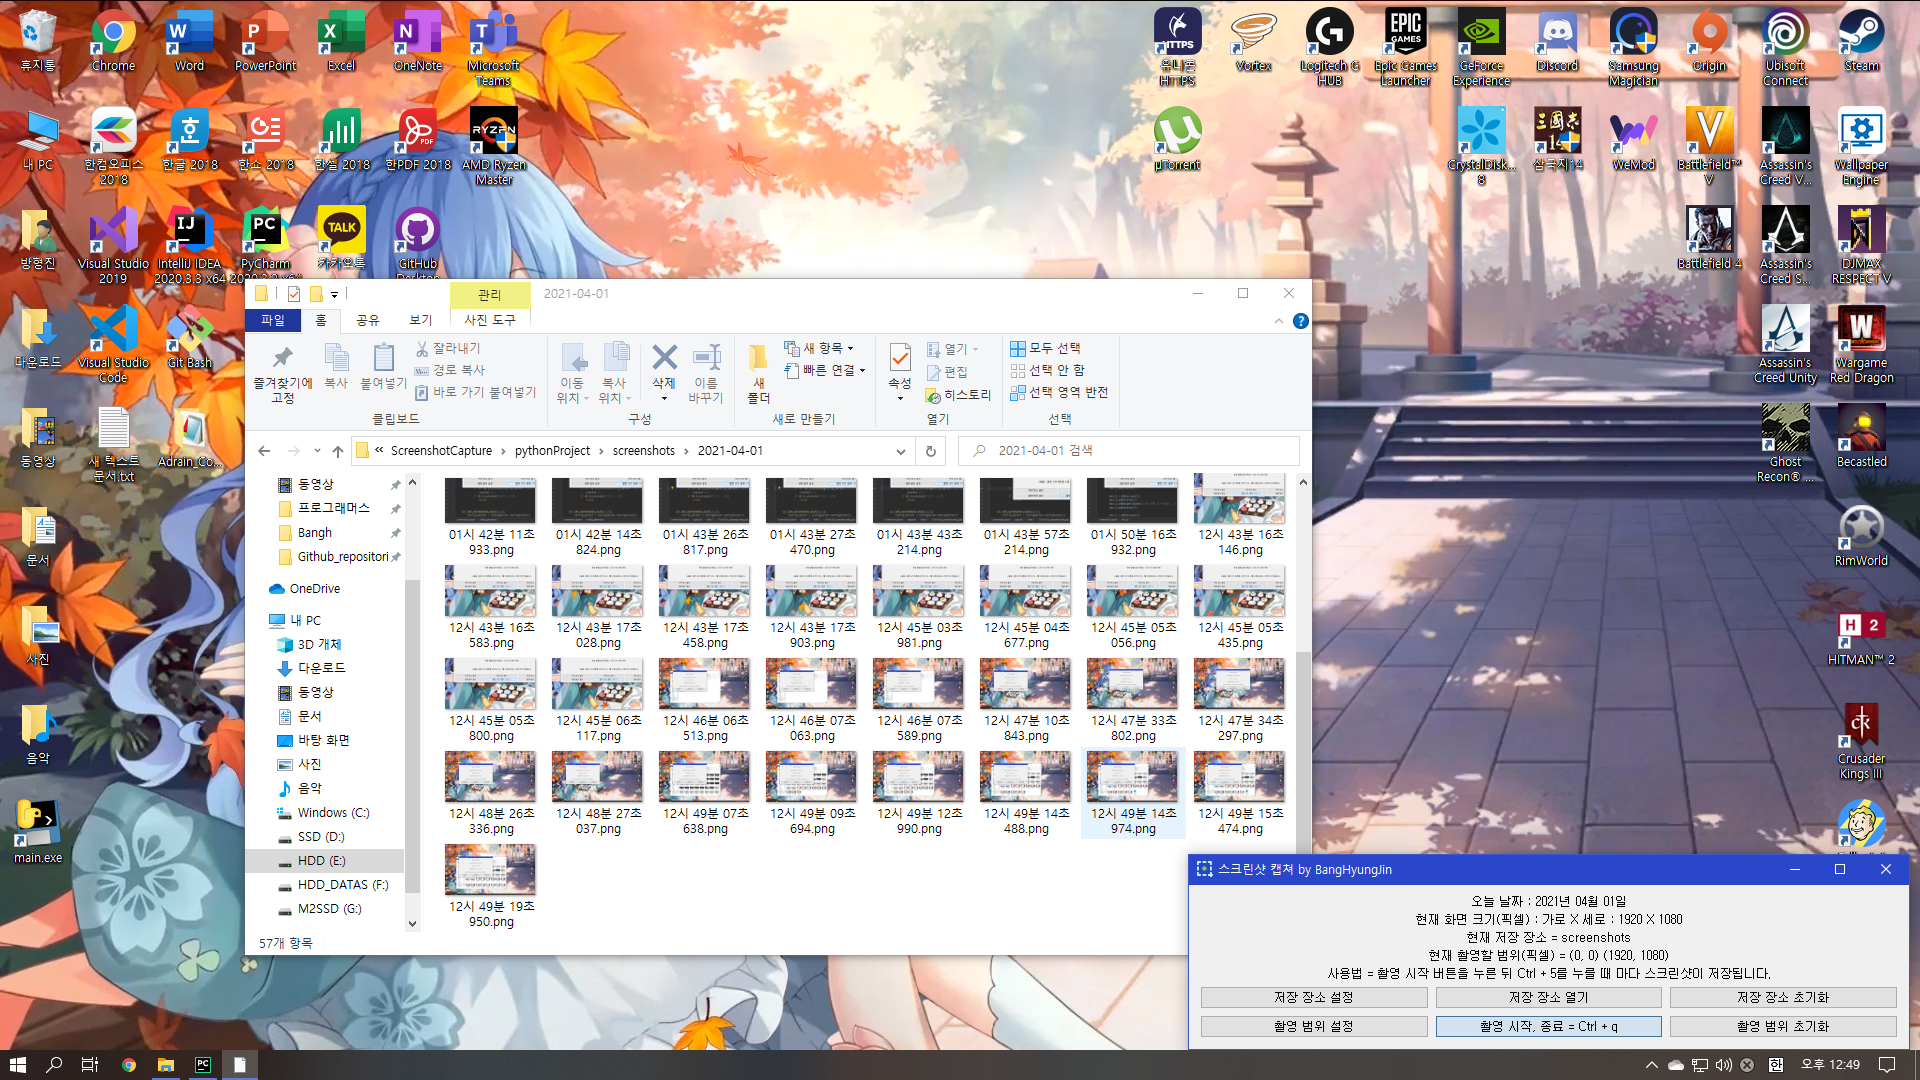 휴지통
Chrome
Word
PowerPoint
Excel
OneNote
Microsoft Teams
유니콘 HTTPS
Vortex
Logitech G HUB
Epic Games Launcher
GeForce Experience
Discord
Samsung Magician
Origin
Ubisoft Connect
Steam
내 PC
한컴오피스 2018
한글 2018
한쇼 2018
한셀 2018
한PDF 2018
AMD Ryzen Master
µTorrent
CrystalDisk... 8
삼국지14
WeMod
Battlefield™ V
Assassin's Creed V...
Wallpaper Engine
방형진
Visual Studio 2019
IntelliJ IDEA 2020.3.3 x64
PyCharm
카카오톡
GitHub Desktop
Battlefield 4
Assassin's Creed S...
DJMAX RESPECT V
다운로드
Visual Studio Code
Git Bash
Assassin's Creed Unity
Wargame Red Dragon
동영상
새 텍스트 문서.txt
Adrain_Co...
Ghost Recon® ...
Becastled
문서
RimWorld
사진
HITMAN™ 2
음악
Crusader Kings III
main.exe
관리
2021-04-01
파일
홈
공유
보기
사진 도구
즐겨찾기에 고정
복사
붙여넣기
잘라내기
경로 복사
바로 가기 붙여넣기
클립보드
이동 위치
복사 위치
삭제
이름 바꾸기
구성
새 폴더
새 항목
빠른 연결
새로 만들기
속성
열기
편집
히스토리
열기
모두 선택
선택 안 함
선택 영역 반전
선택
« ScreenshotCapture › pythonProject › screenshots › 2021-04-01
2021-04-01 검색
동영상
프로그래머스
Bangh
Github_repositori
OneDrive
내 PC
3D 개체
다운로드
동영상
문서
바탕 화면
사진
음악
Windows (C:)
SSD (D:)
HDD (E:)
HDD_DATAS (F:)
M2SSD (G:)
01시 42분 11초 933.png
01시 42분 14초 824.png
01시 43분 26초 817.png
01시 43분 27초 470.png
01시 43분 43초 214.png
01시 43분 57초 214.png
01시 50분 16초 932.png
12시 43분 16초 146.png
12시 43분 16초 583.png
12시 43분 17초 028.png
12시 43분 17초 458.png
12시 43분 17초 903.png
12시 45분 03초 981.png
12시 45분 04초 677.png
12시 45분 05초 056.png
12시 45분 05초 435.png
12시 45분 05초 800.png
12시 45분 06초 117.png
12시 46분 06초 513.png
12시 46분 07초 063.png
12시 46분 07초 589.png
12시 47분 10초 843.png
12시 47분 33초 802.png
12시 47분 34초 297.png
12시 48분 26초 336.png
12시 48분 27초 037.png
12시 49분 07초 638.png
12시 49분 09초 694.png
12시 49분 12초 990.png
12시 49분 14초 488.png
12시 49분 14초 974.png
12시 49분 15초 474.png
12시 49분 19초 950.png
57개 항목
스크린샷 캡쳐 by BangHyungJin
오늘 날짜 : 2021년 04월 01일
현재 화면 크기(픽셀) : 가로 X 세로 : 1920 X 1080
현재 저장 장소 = screenshots
현재 촬영할 범위(픽셀) = (0, 0) (1920, 1080)
사용법 = 촬영 시작 버튼을 누른 뒤 Ctrl + 5를 누를 때 마다 스크린샷이 저장됩니다.
저장 장소 설정
저장 장소 열기
저장 장소 초기화
촬영 범위 설정
촬영 시작, 종료 = Ctrl + q
촬영 범위 초기화
한
오후 12:49